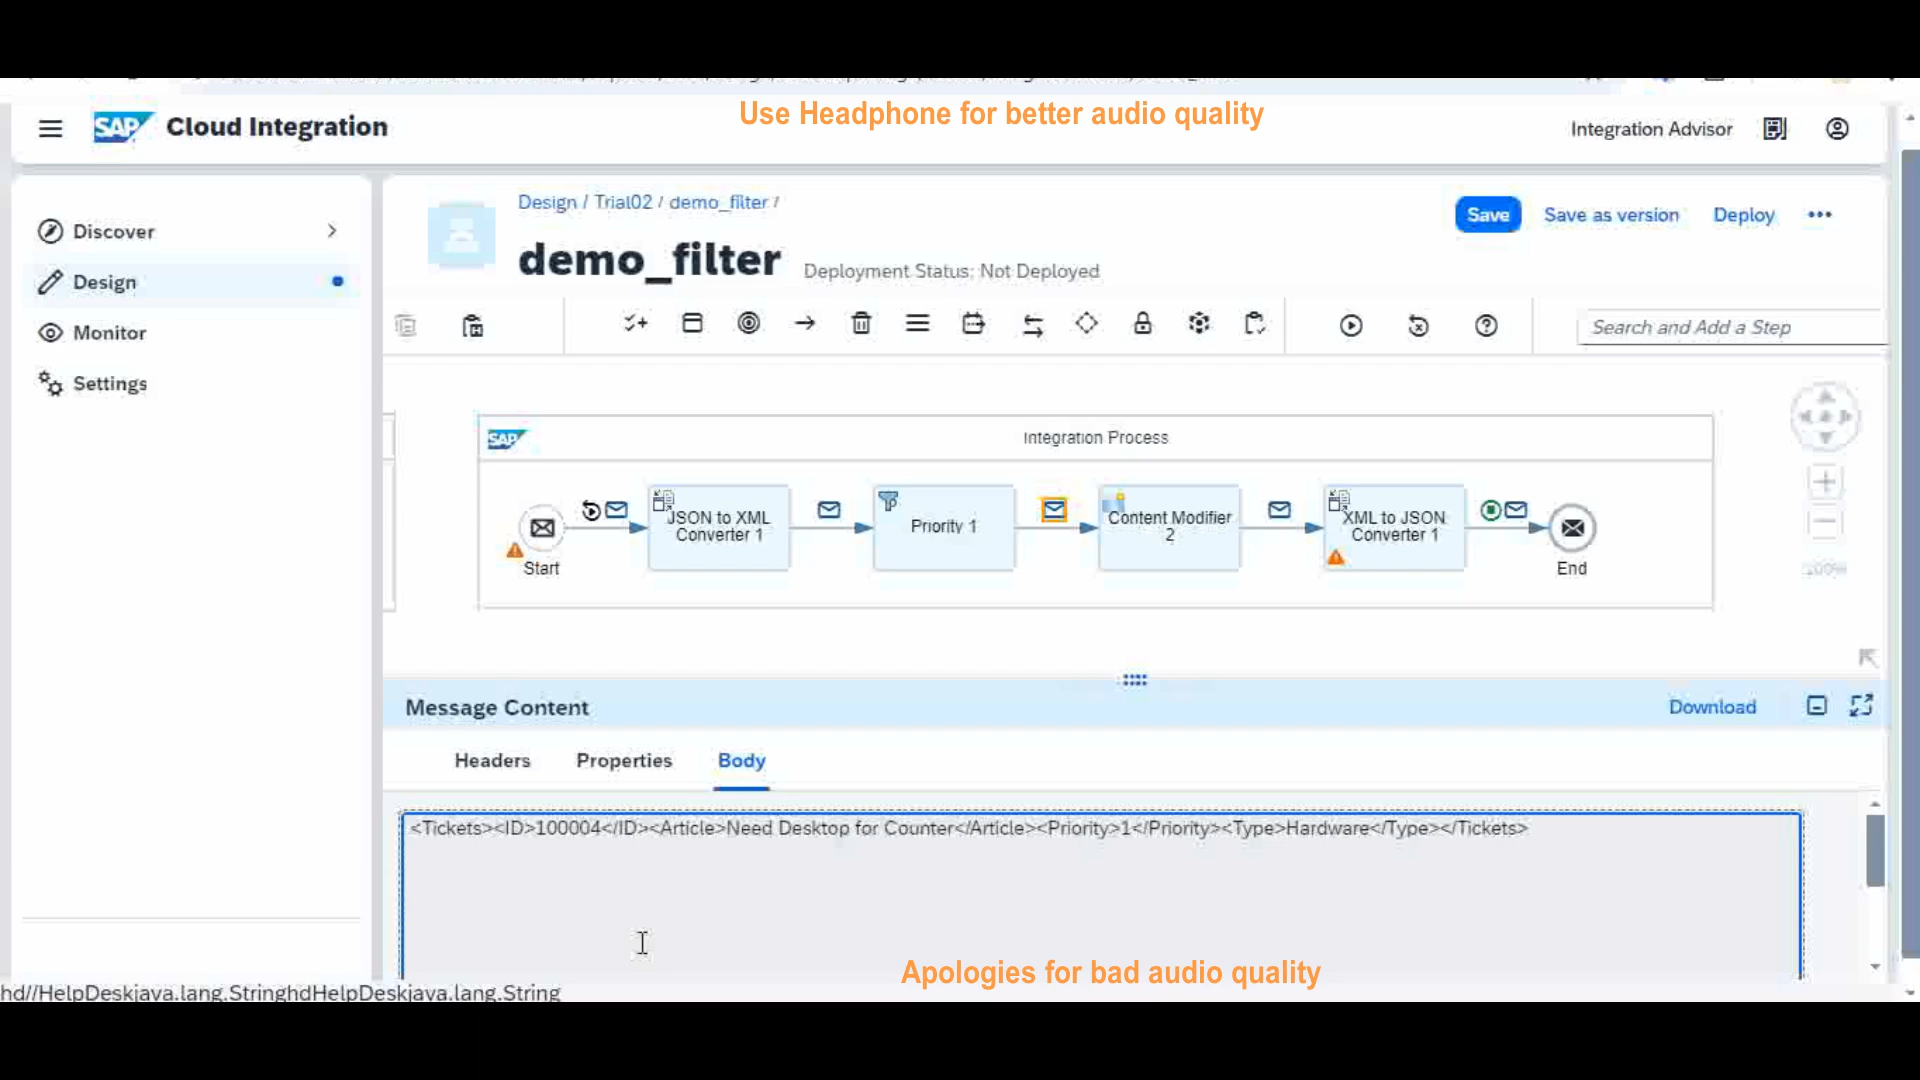 Use Headphone for better audio quality
SAP Cloud Integration
Integration Advisor
Discover
Design
Monitor
Settings
Design / Trial02 / demo_filter /
demo_filter
Deployment Status: Not Deployed
Save
Save as version
Deploy
Search and Add a Step
SAP
Integration Process
Start
JSON to XML
Converter 1
Priority 1
Content Modifier
2
XML to JSON
Converter 1
End
100%
Message Content
Download
Headers
Properties
Body
<Tickets><ID>100004</ID><Article>Need Desktop for Counter</Article><Priority>1</Priority><Type>Hardware</Type></Tickets>
Apologies for bad audio quality
hd//HelpDeskjava.lang.StringhdHelpDeskjava.lang.String